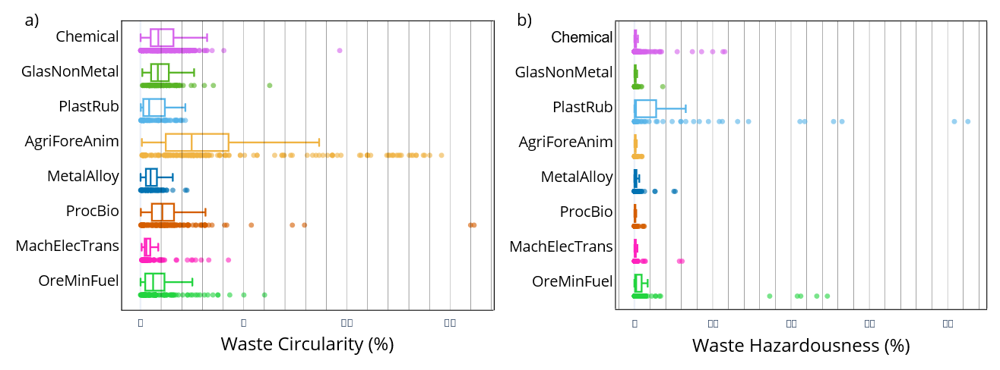 a)
Chemical
GlasNonMetal
PlastRub
AgriForeAnim
MetalAlloy
ProcBio
MachElecTrans
OreMinFuel
Waste Circularity (%)
b)
Chemical
GlasNonMetal
PlastRub
AgriForeAnim
MetalAlloy
ProcBio
MachElecTrans
OreMinFuel
Waste Hazardousness (%)